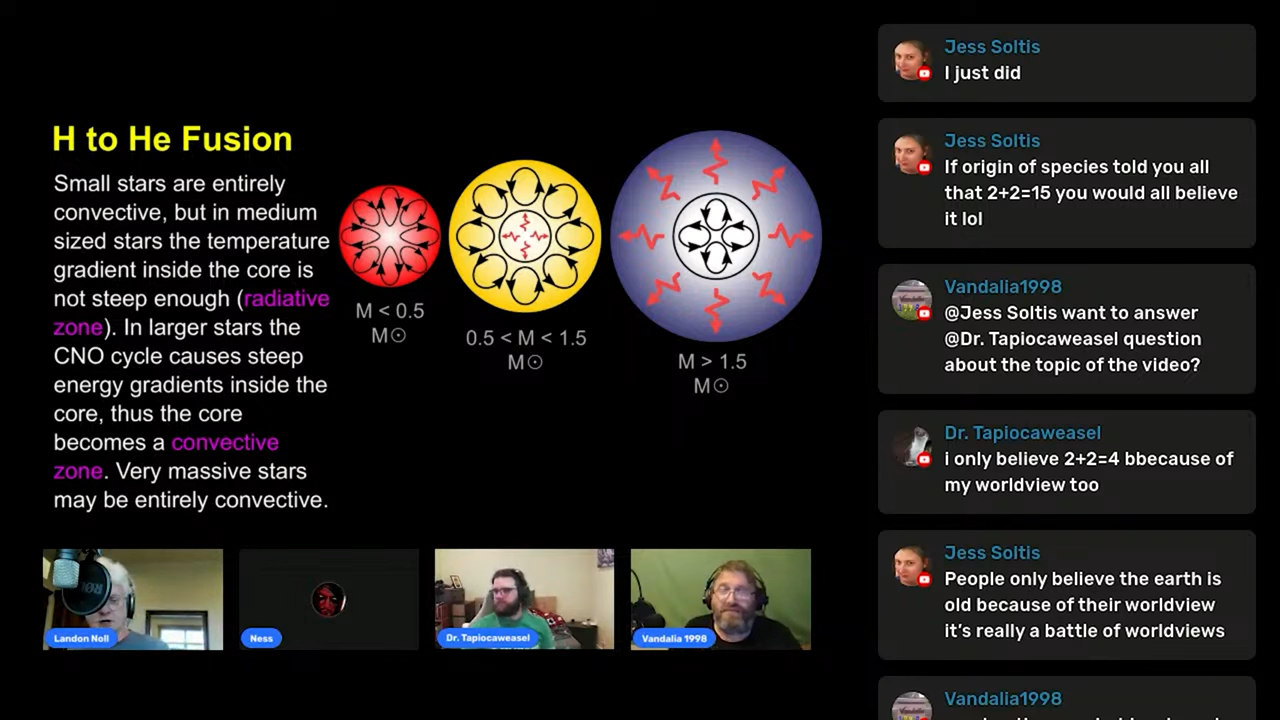 H to He Fusion
Small stars are entirely
convective, but in medium
sized stars the temperature
gradient inside the core is
not steep enough (radiative
zone). In larger stars the
CNO cycle causes steep
energy gradients inside the
core, thus the core
becomes a convective
zone. Very massive stars
may be entirely convective.
M < 0.5
M☉
0.5 < M < 1.5
M☉
M > 1.5
M☉
Landon Noll
Ness
Dr. Tapiocaweasel
Vandalia 1998
Jess Soltis
I just did
Jess Soltis
If origin of species told you all
that 2+2=15 you would all believe
it lol
Vandalia1998
@Jess Soltis want to answer
@Dr. Tapiocaweasel question
about the topic of the video?
Dr. Tapiocaweasel
i only believe 2+2=4 bbecause of
my worldview too
Jess Soltis
People only believe the earth is
old because of their worldview
it's really a battle of worldviews
Vandalia1998